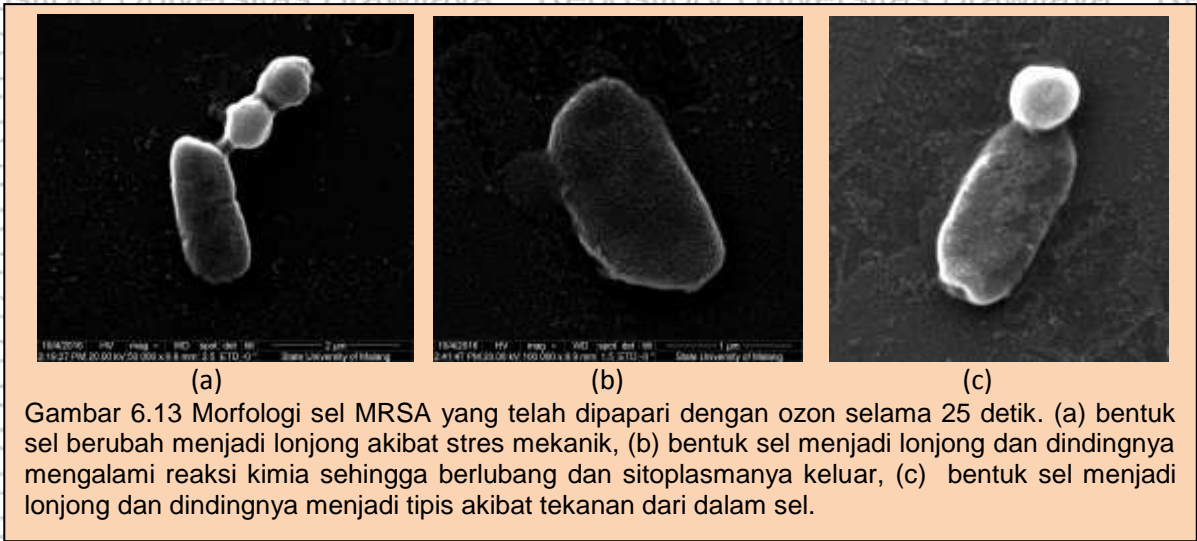 (a) (b) (c)
Gambar 6.13 Morfologi sel MRSA yang telah dipapari dengan ozon selama 25 detik. (a) bentuk
sel berubah menjadi lonjong akibat stres mekanik, (b) bentuk sel menjadi lonjong dan dindingnya
mengalami reaksi kimia sehingga berlubang dan sitoplasmanya keluar, (c) bentuk sel menjadi
lonjong dan dindingnya menjadi tipis akibat tekanan dari dalam sel.